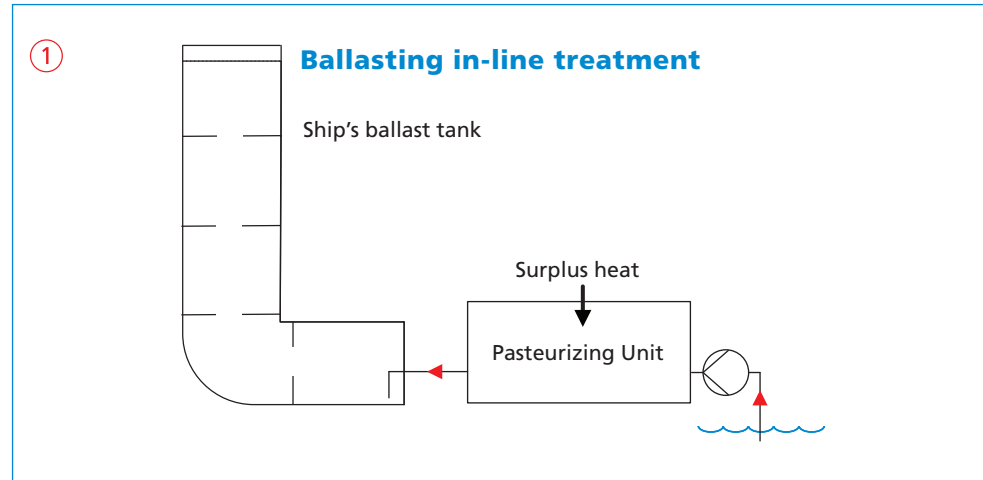 1
Ballasting in-line treatment
Ship's ballast tank
Surplus heat
Pasteurizing Unit